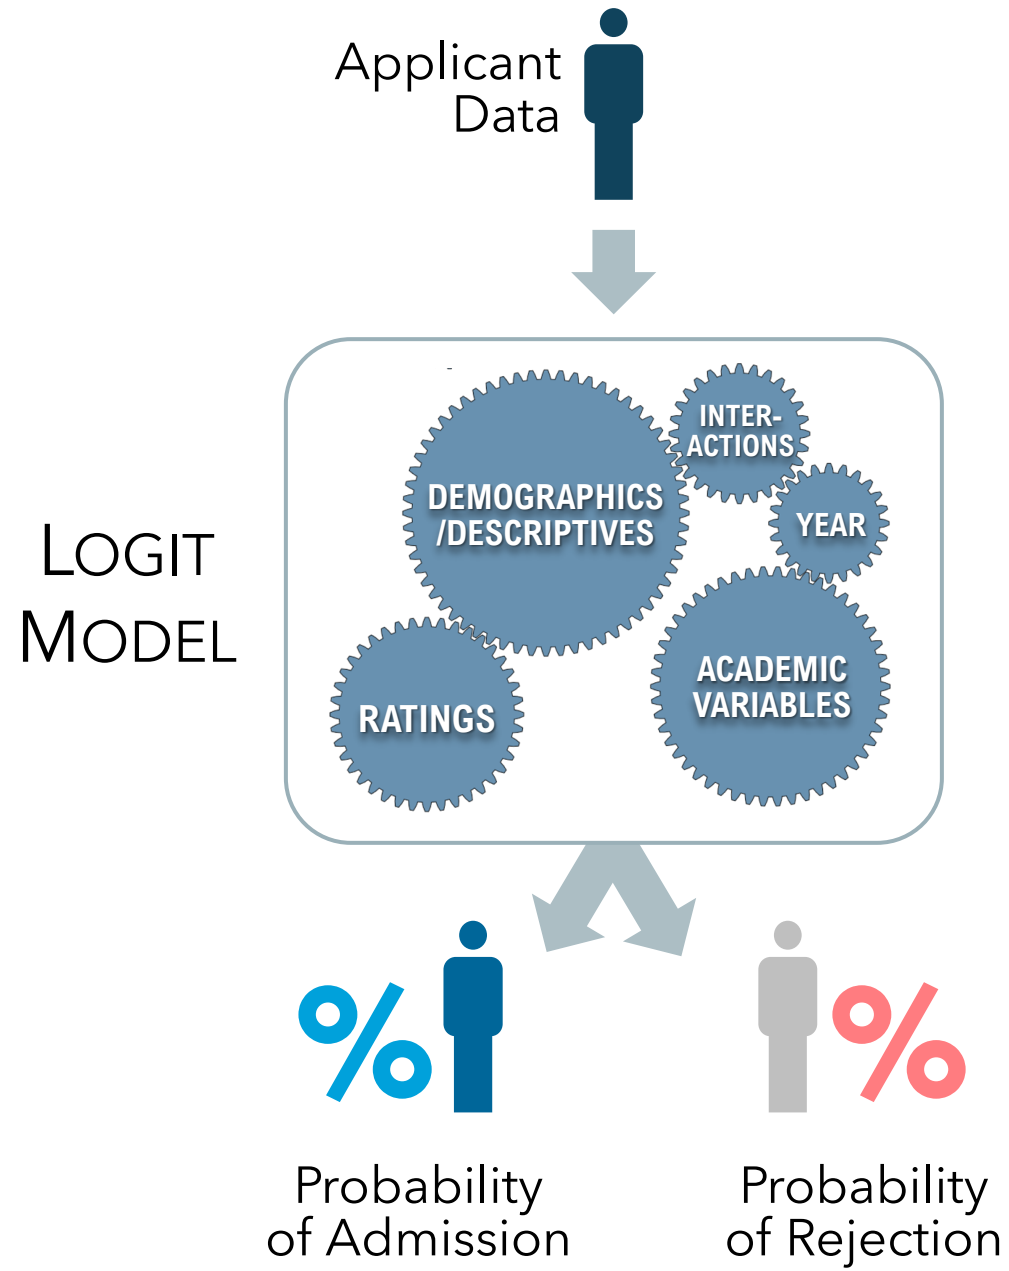 Applicant
Data
INTER-
ACTIONS
DEMOGRAPHICS
/DESCRIPTIVES
YEAR
LOGIT
MODEL
ACADEMIC
VARIABLES
RATINGS
%
%
Probability
of Admission
Probability
of Rejection